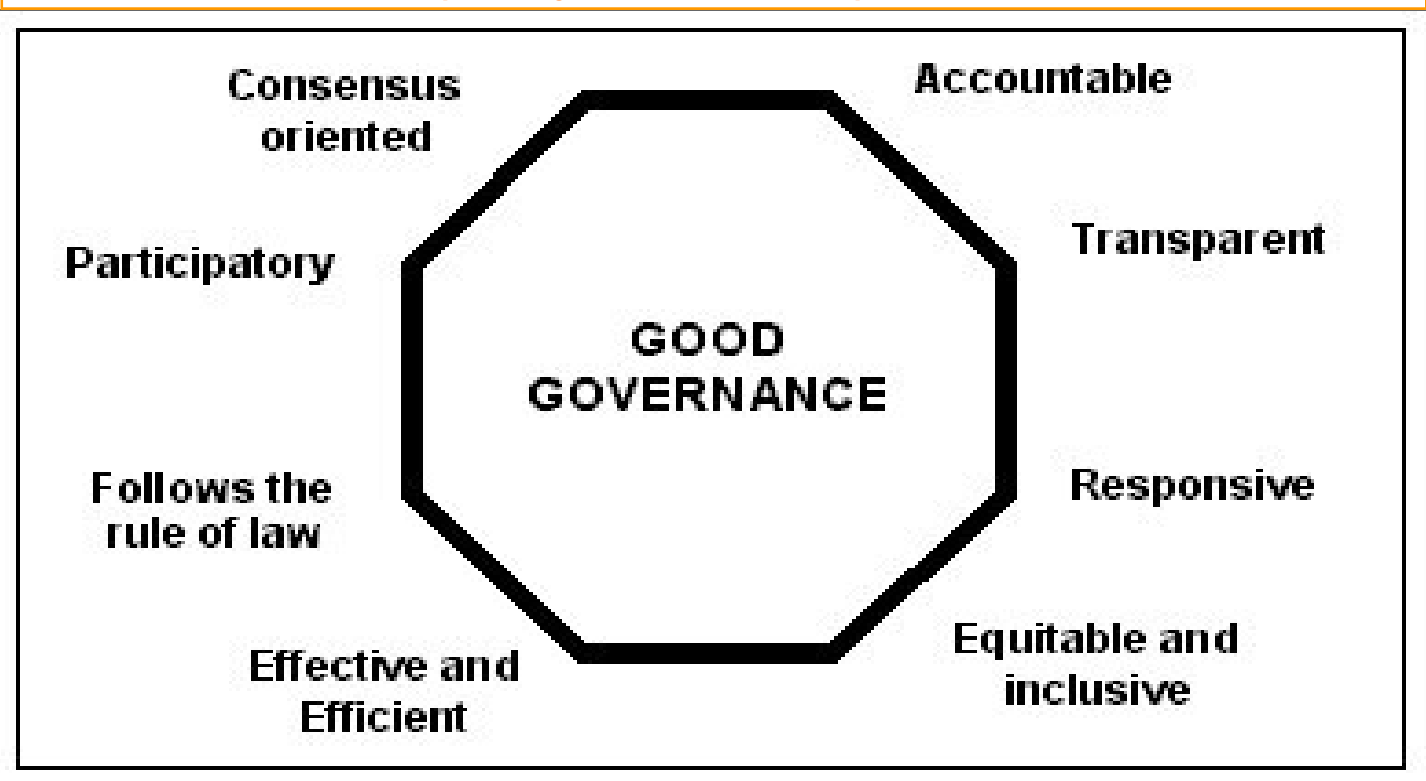 Consensus
oriented
Accountable
Participatory
Transparent
GOOD
GOVERNANCE
Follows the
rule of law
Responsive
Effective and
Efficient
Equitable and
inclusive